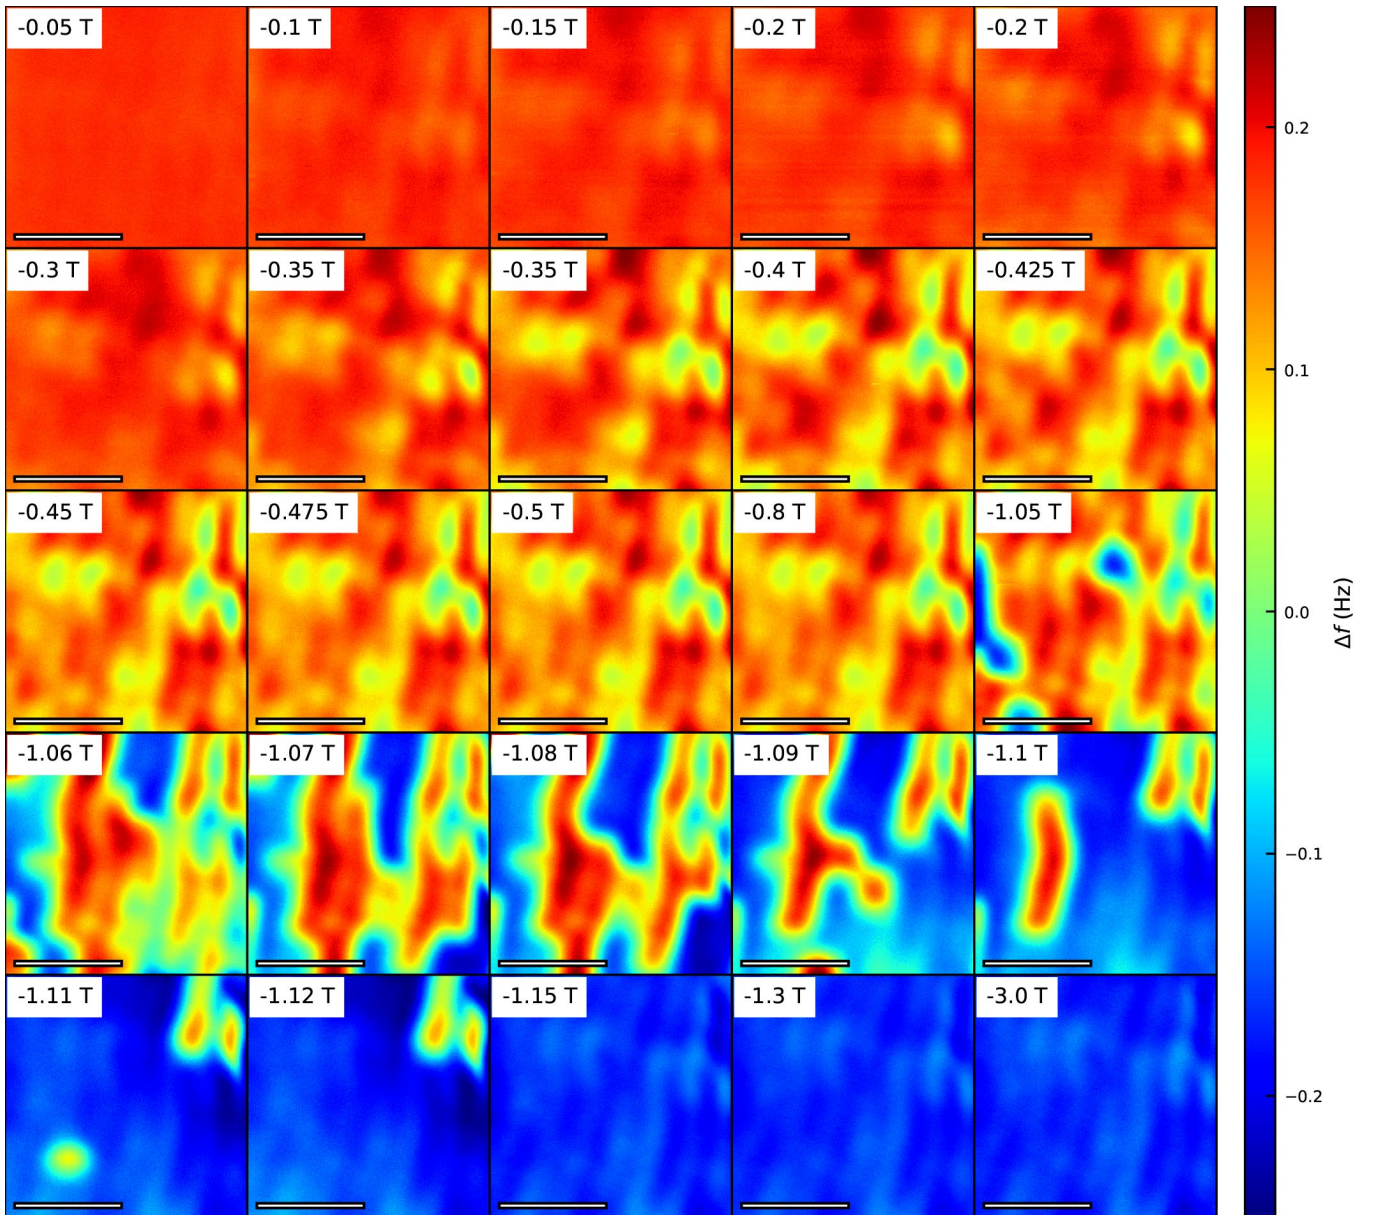 -0.05 T
-0.1 T
-0.15 T
-0.2 T
-0.2 T
-0.3 T
-0.35 T
-0.35 T
-0.4 T
-0.425 T
-0.45 T
-0.475 T
-0.5 T
-0.8 T
-1.05 T
-1.06 T
-1.07 T
-1.08 T
-1.09 T
-1.1 T
-1.11 T
-1.12 T
-1.15 T
-1.3 T
-3.0 T
0.2
0.1
0.0
−0.1
−0.2
Δf (Hz)